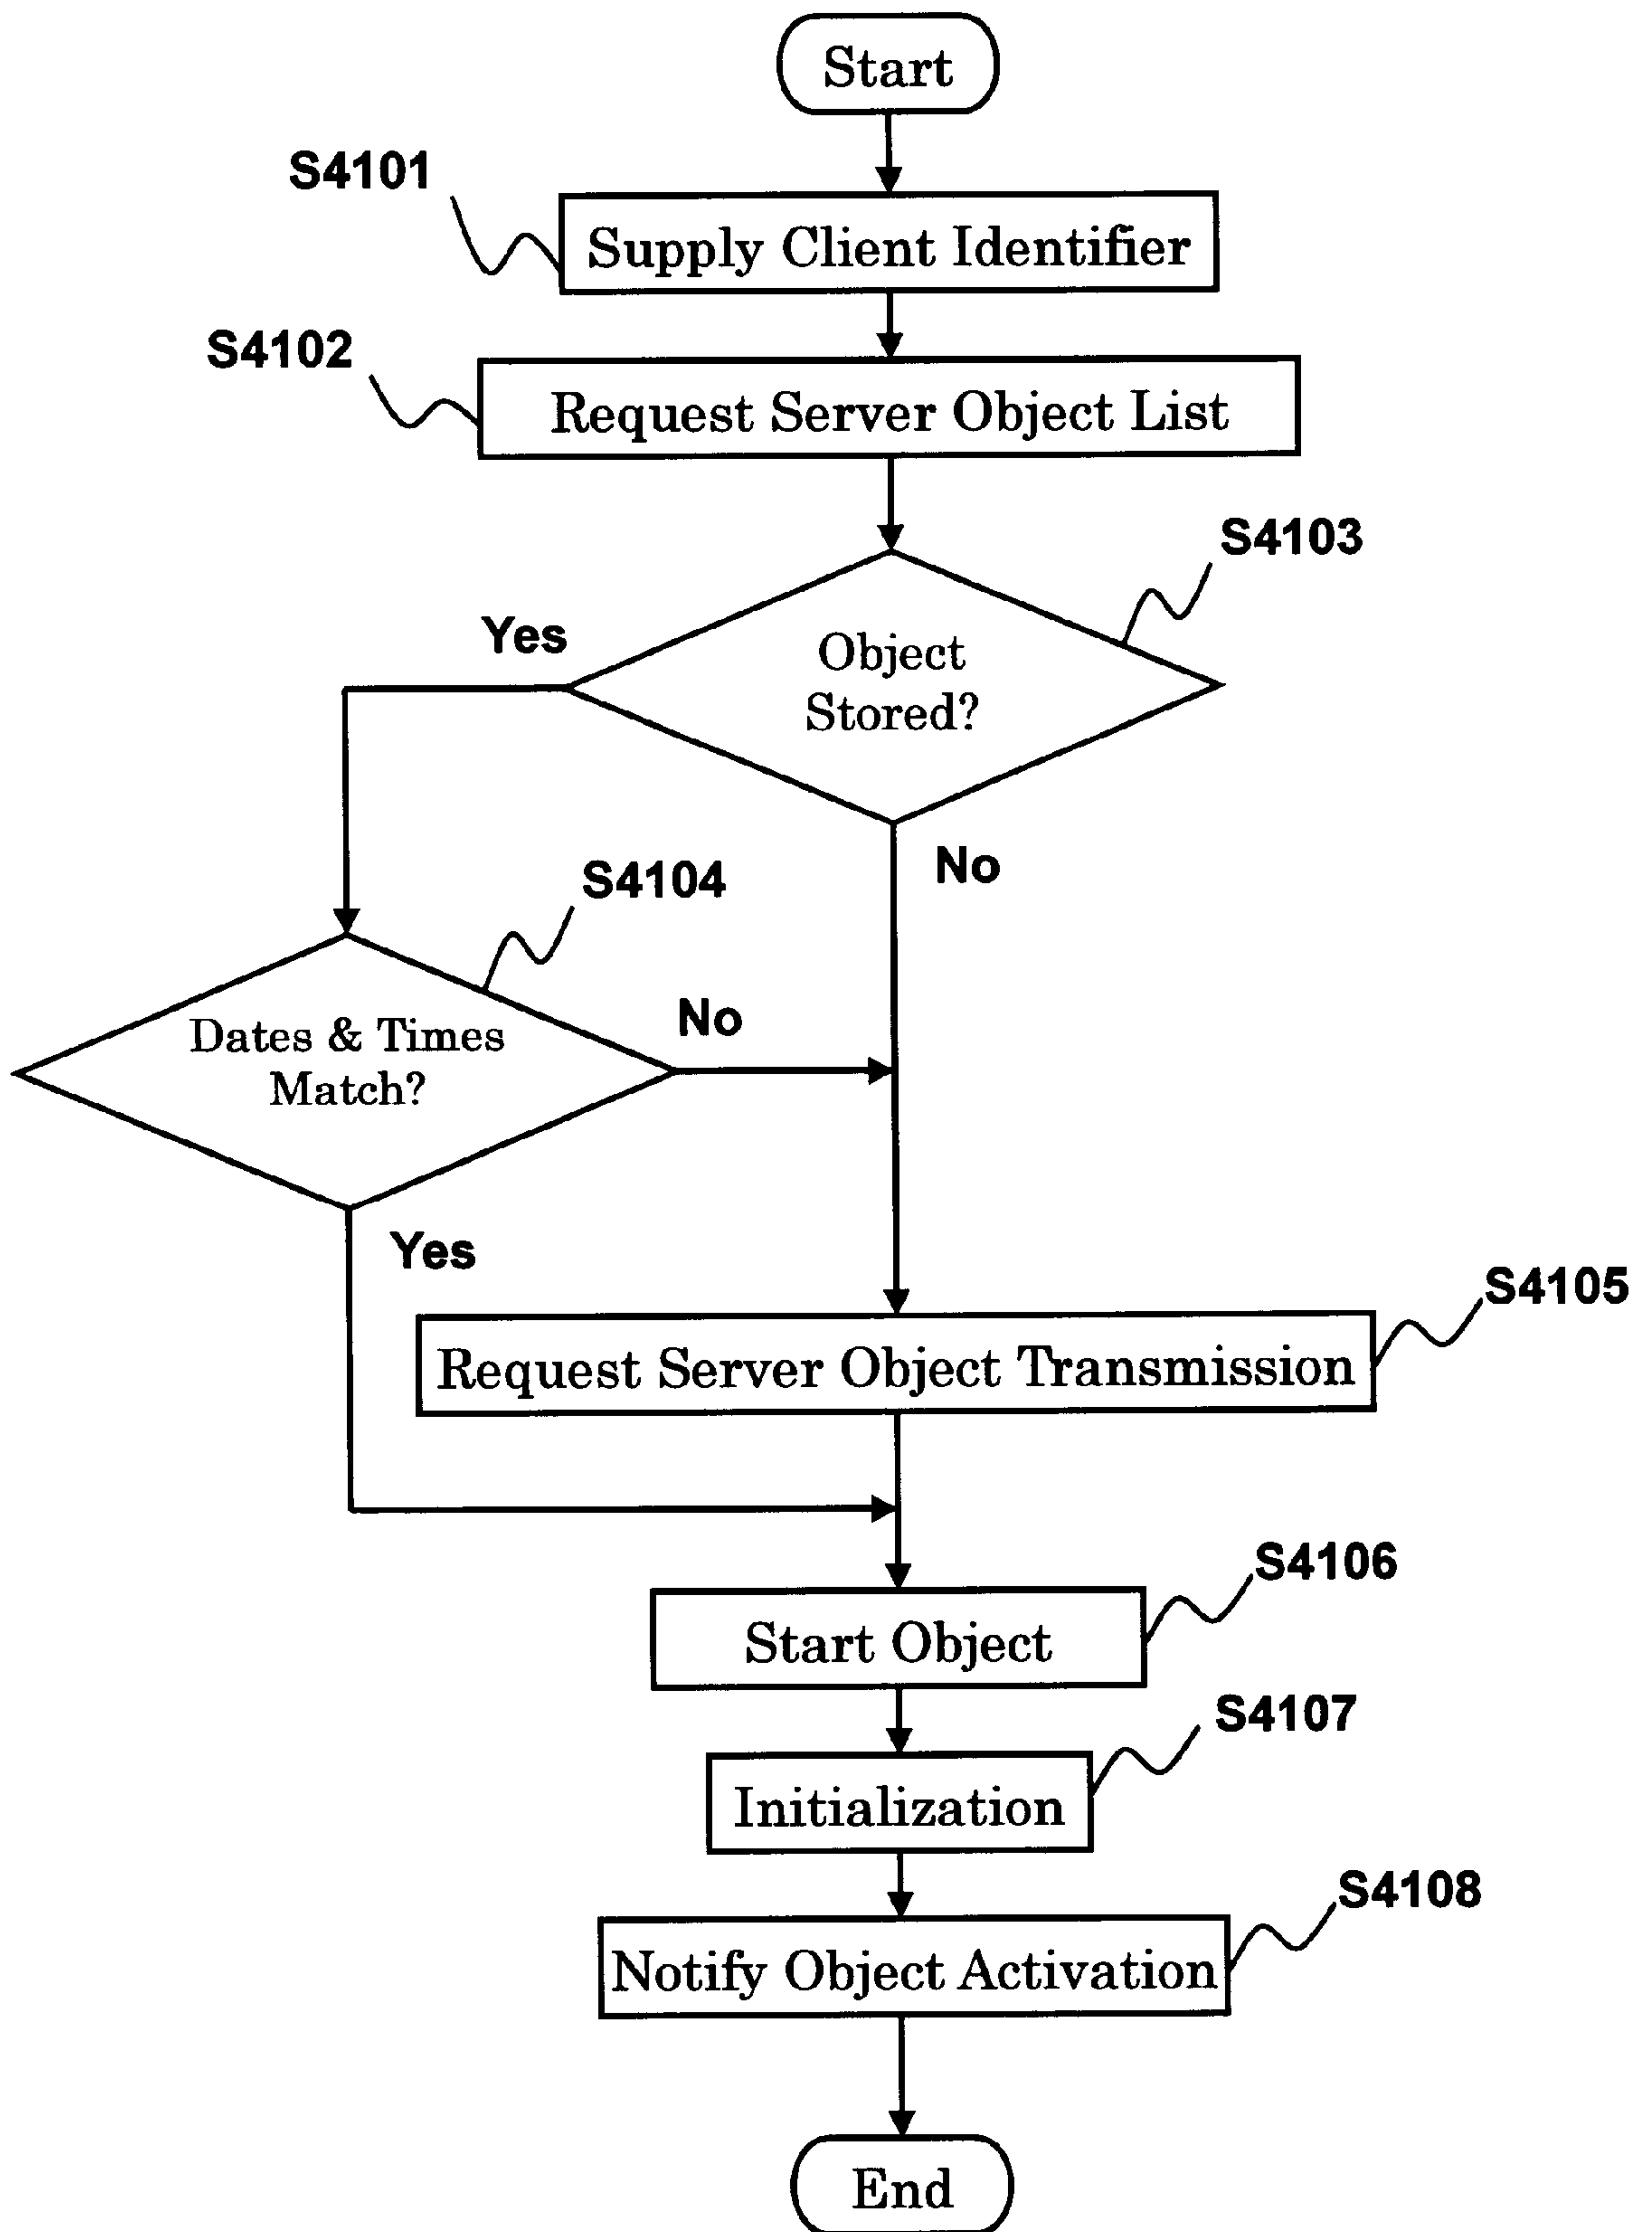 Start
S4101
Supply Client Identifier
S4102
Request Server Object List
S4103
Yes
Object
Stored?
No
S4104
No
Dates & Times
Match?
Yes
S4105
Request Server Object Transmission
S4106
Start Object
S4107
Initialization
S4108
Notify Object Activation
End